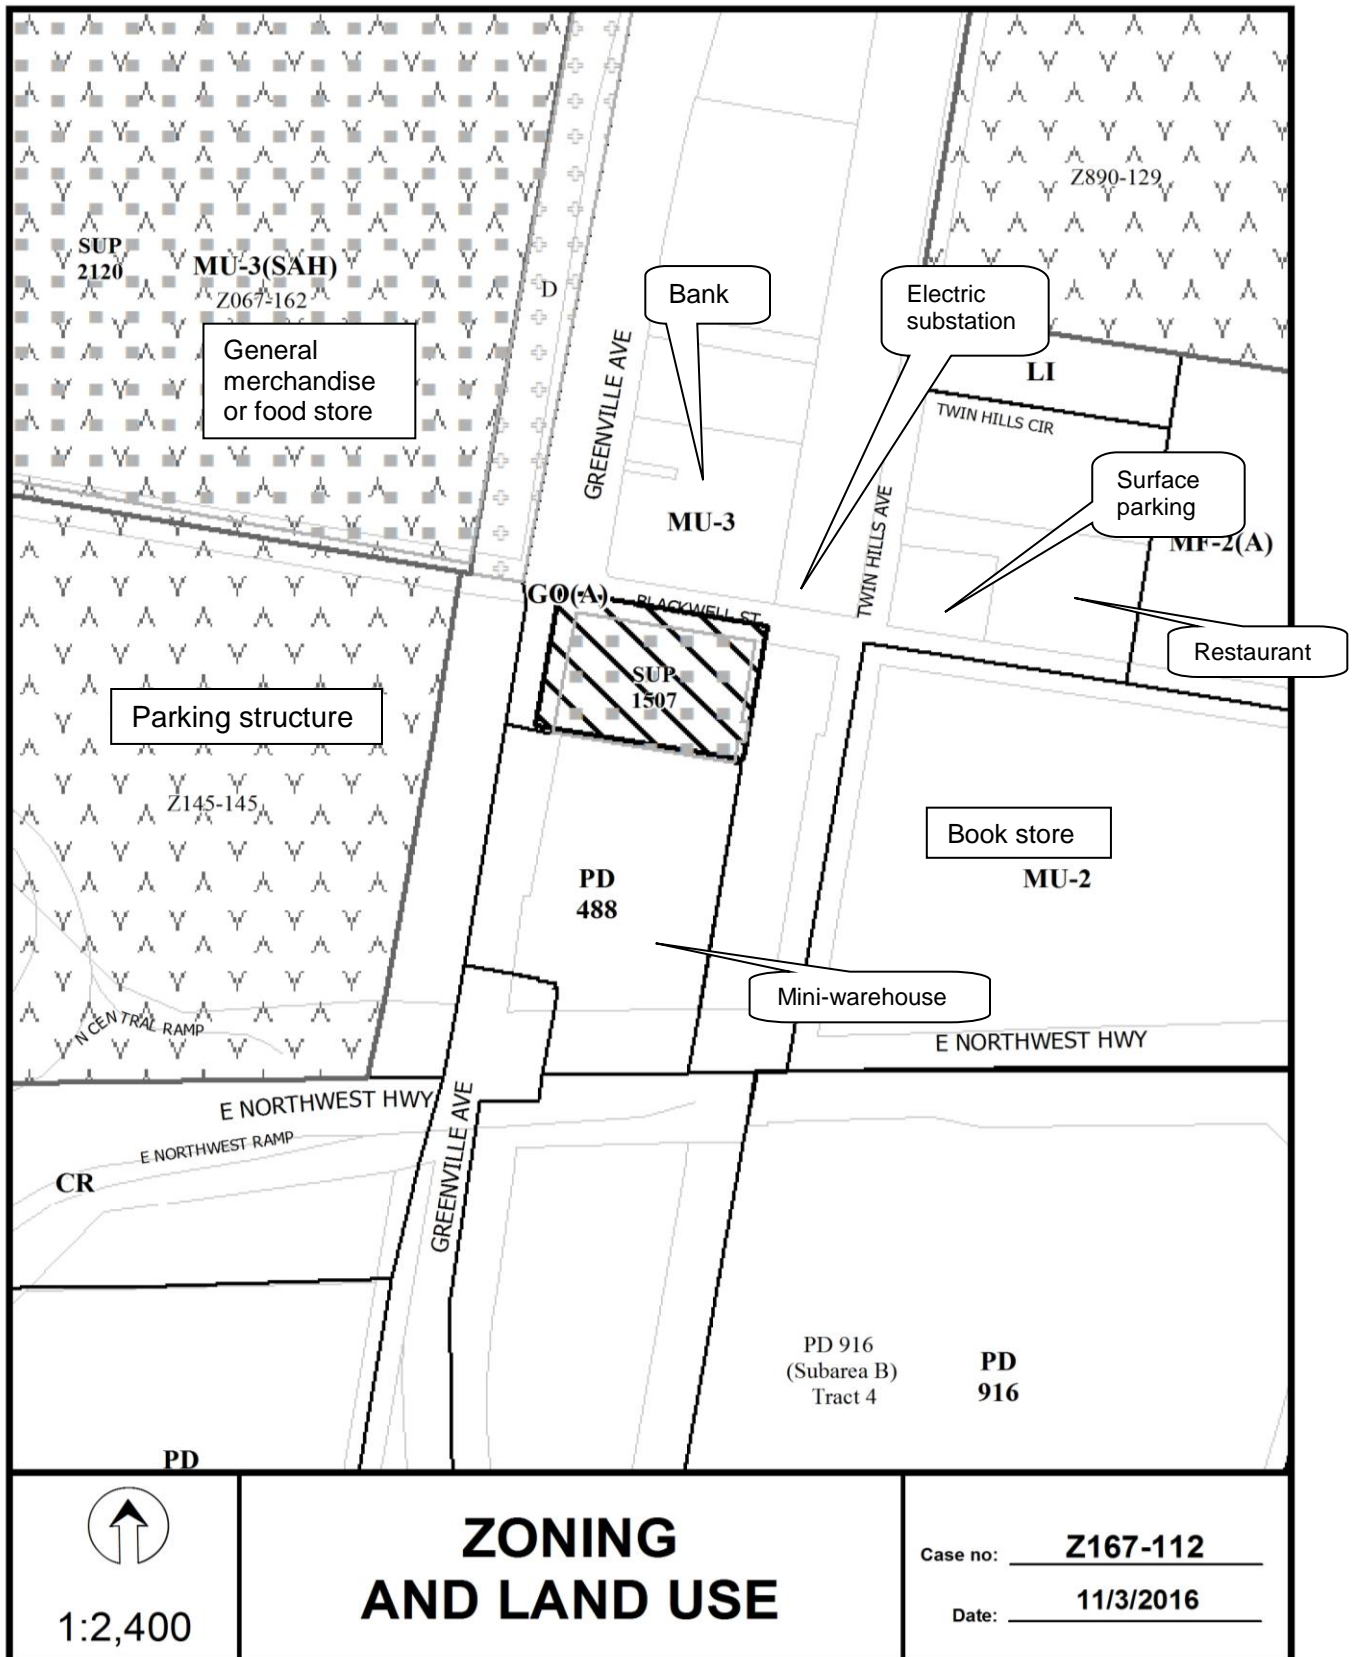 Z890-129
SUP
2120
MU-3(SAH)
Z067-162
D
Bank
Electric
substation
General
merchandise
or food store
GREENVILLE AVE
LI
TWIN HILLS CIR
Surface
parking
MU-3
TWIN HILLS AVE
MF-2(A)
GO(A)
BLACKWELL ST
Restaurant
SUP
1507
Parking structure
Z145-145
Book store
MU-2
PD
488
Mini-warehouse
N CENTRAL RAMP
E NORTHWEST HWY
E NORTHWEST HWY
E NORTHWEST RAMP
GREENVILLE AVE
CR
PD 916
(Subarea B)
Tract 4
PD
916
PD
1:2,400
ZONING
AND LAND USE
Case no: Z167-112
Date: 11/3/2016